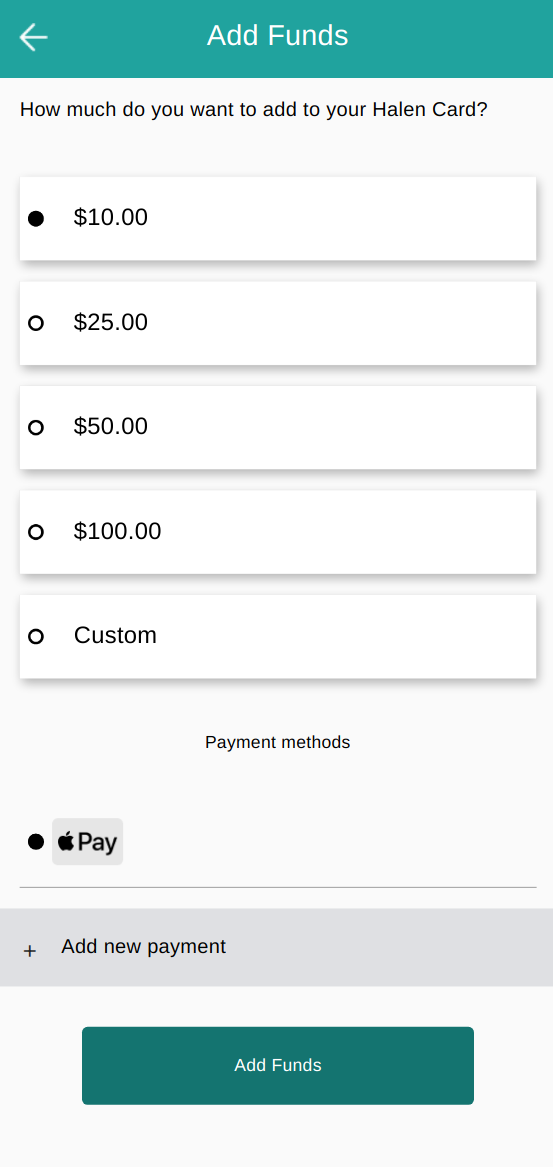 Add Funds
How much do you want to add to your Halen Card?
$10.00
$25.00
$50.00
$100.00
Custom
Payment methods
Pay
+ Add new payment
Add Funds